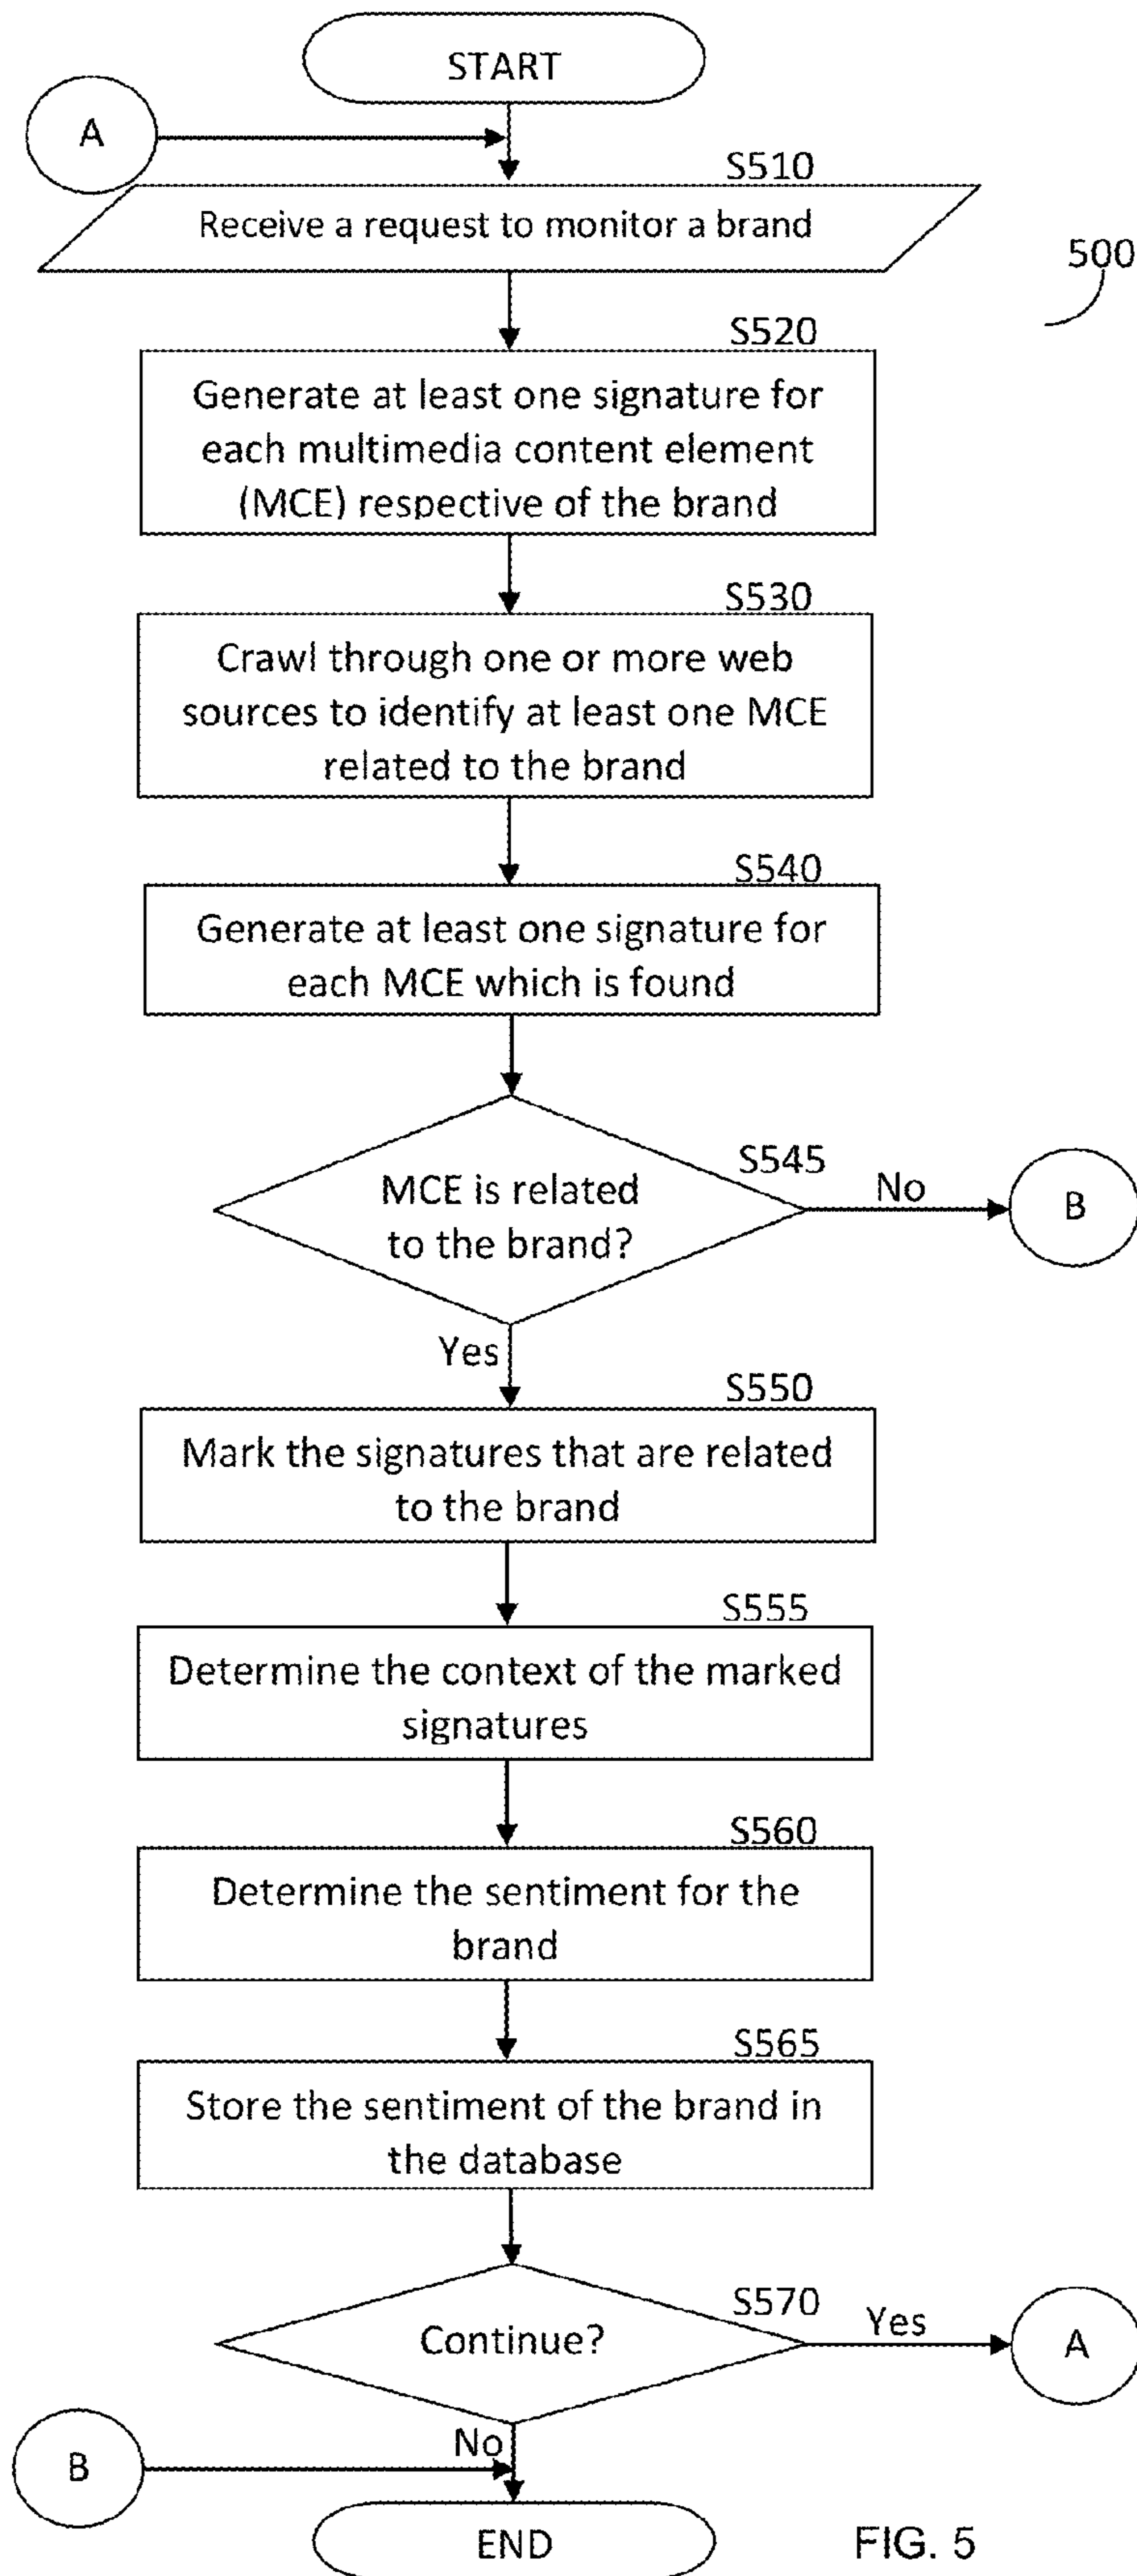 START
A
S510
Receive a request to monitor a brand
500
S520
Generate at least one signature for
each multimedia content element
(MCE) respective of the brand
S530
Crawl through one or more web
sources to identify at least one MCE
related to the brand
S540
Generate at least one signature for
each MCE which is found
S545
MCE is related
to the brand?
No
B
Yes
S550
Mark the signatures that are related
to the brand
S555
Determine the context of the marked
signatures
S560
Determine the sentiment for the
brand
S565
Store the sentiment of the brand in
the database
S570
Continue?
Yes
A
No
B
END
FIG. 5